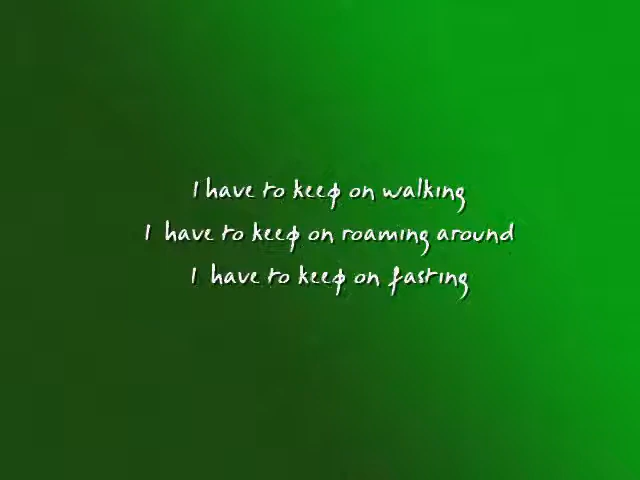 I have to keep on walking
I have to keep on roaming around
I have to keep on fasting